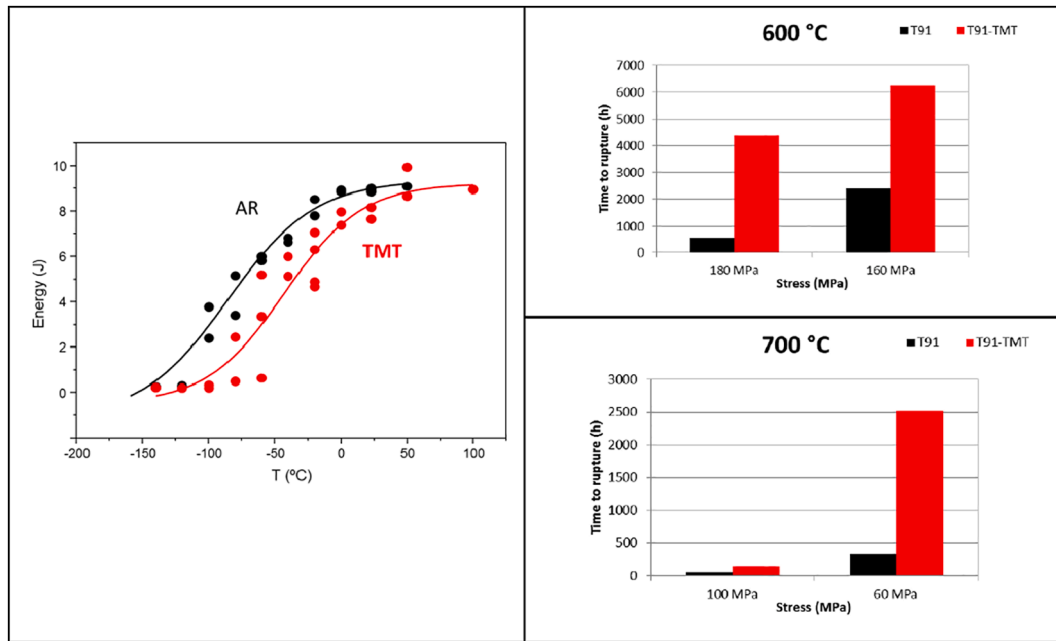 10
8
6
4
2
0
-200
-150
-100
-50
0
50
100
Energy (J)
T (ºC)
AR
TMT
600 °C
T91
T91-TMT
7000
6000
5000
4000
3000
2000
1000
0
Time to rupture (h)
180 MPa
160 MPa
Stress (MPa)
700 °C
T91
T91-TMT
3000
2500
2000
1500
1000
500
0
Time to rupture (h)
100 MPa
60 MPa
Stress (MPa)